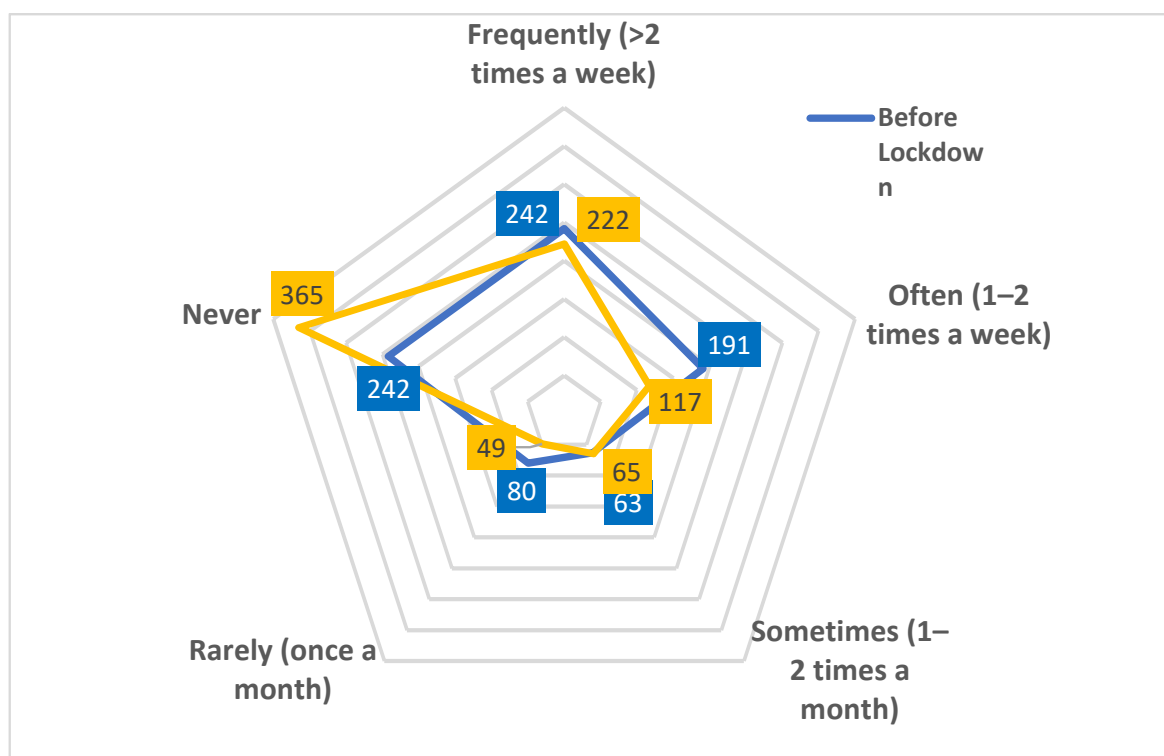 Frequently (>2
times a week)
Before
Lockdow
n
242
222
Often (1–2
times a week)
191
117
Never
365
242
49
80
65
63
Rarely (once a
month)
Sometimes (1–
2 times a
month)